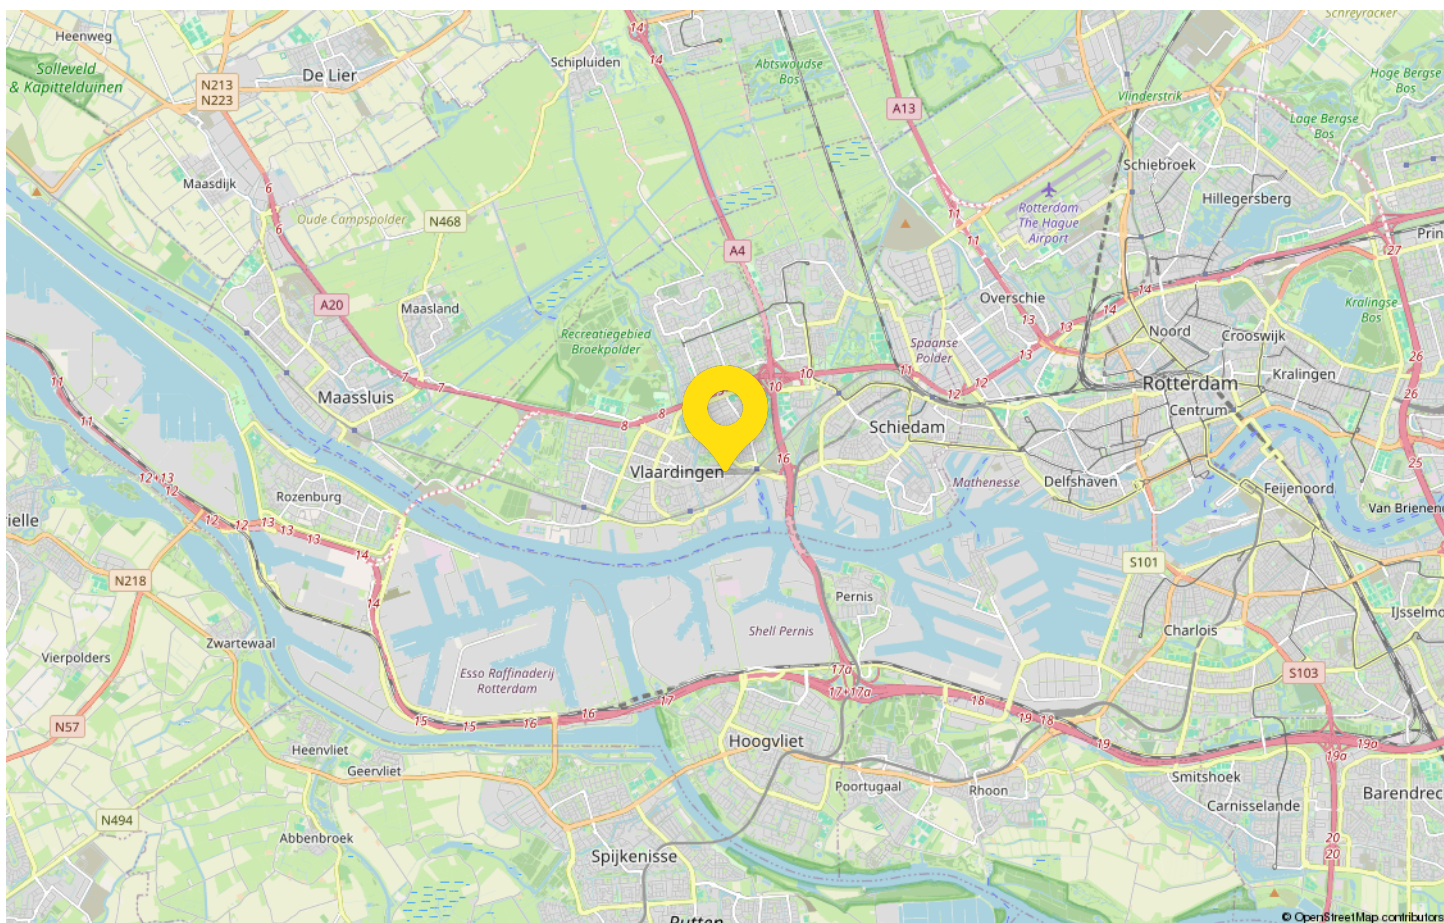 Schreyracker
Heenweg
14
Schipluiden
14
Abtswoudse
Bos
Solleveld
& Kapittelduinen
De Lier
N213
N223
Hoge Bergse
Bos
Vlinderstrik
A13
Lage Bergse
Bos
Schiebroek
Maasdijk
6
Hillegersberg
Oude Campspolder
N468
11
Rotterdam
The Hague
Airport
6
A4
11
Prin
27
14
A20
Maasland
Overschie
14
13
13
14
Noord
Crooswijk
Kralingse
Bos
Recreatiegebied
Broekpolder
Spaanse
Polder
13
26
11
7
7
10
10
11
12
12
Rotterdam
Kralingen
Maassluis
26
8
8
Centrum
11
Schiedam
16
25
12+13
12
Vlaardingen
Mathenesse
Delfshaven
Feijenoord
Rozenburg
rielle
12
12
13
13
14
Van Brienen
N218
S101
14
Pernis
IJsselmo
Shell Pernis
Charlois
Zwartewaal
Vierpolders
Esso Raffinaderij
Rotterdam
17a
S103
17
17+17a
18
16
16
15
15
19
18
N57
Hoogvliet
19
19a
19a
Heenvliet
Geervliet
Smitshoek
Poortugaal
Rhoon
Barendrec
Carnisselande
N494
Abbenbroek
20
20
Spijkenisse
Putten
© OpenStreetMap contributors